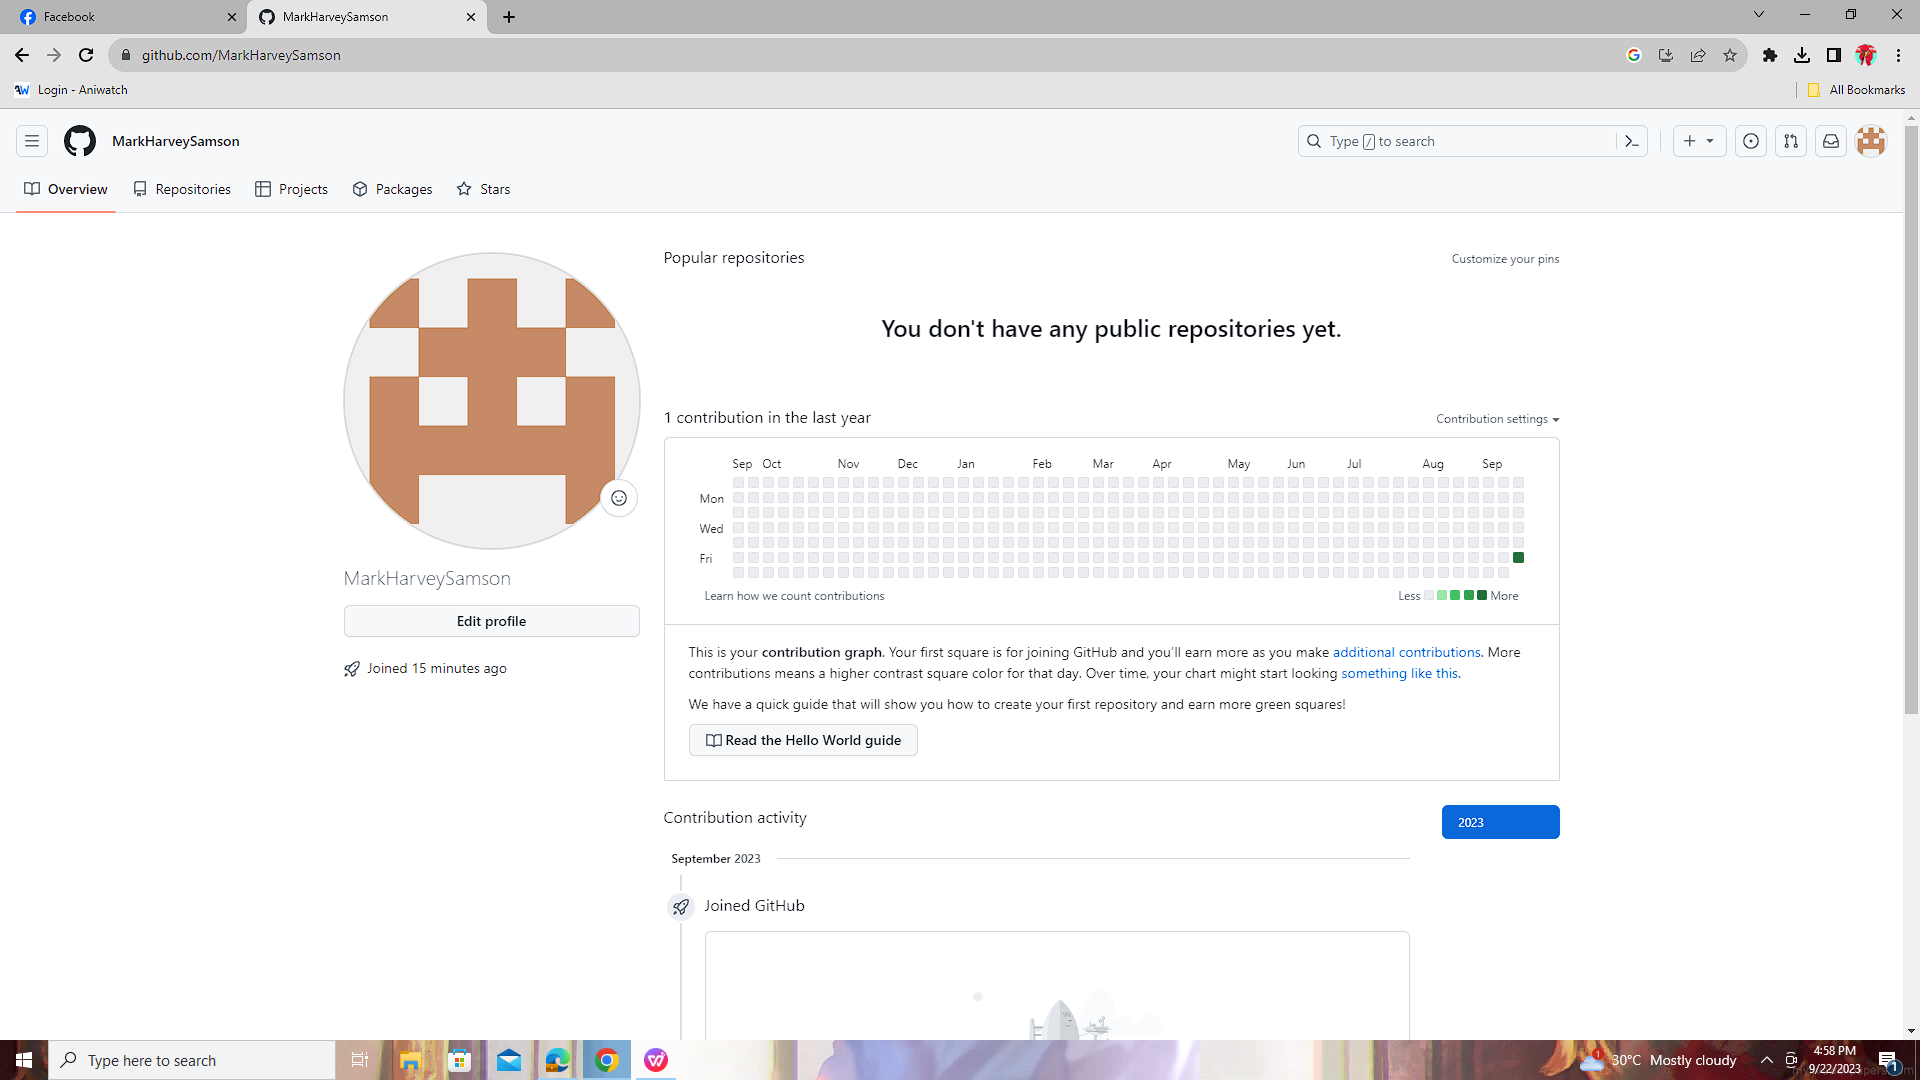 Facebook
MarkHarveySamson
github.com/MarkHarveySamson
Login - Aniwatch
All Bookmarks
MarkHarveySamson
Type / to search
Overview
Repositories
Projects
Packages
Stars
Popular repositories
Customize your pins
You don't have any public repositories yet.
1 contribution in the last year
Contribution settings
Sep Oct Nov Dec Jan Feb Mar Apr May Jun Jul Aug Sep
Mon
Wed
Fri
Learn how we count contributions
Less More
MarkHarveySamson
Edit profile
Joined 15 minutes ago
This is your contribution graph. Your first square is for joining GitHub and you'll earn more as you make additional contributions. More
contributions means a higher contrast square color for that day. Over time, your chart might start looking something like this.
We have a quick guide that will show you how to create your first repository and earn more green squares!
Read the Hello World guide
Contribution activity
2023
September 2023
Joined GitHub
Type here to search
1
30°C Mostly cloudy
4:58 PM
9/22/2023
1